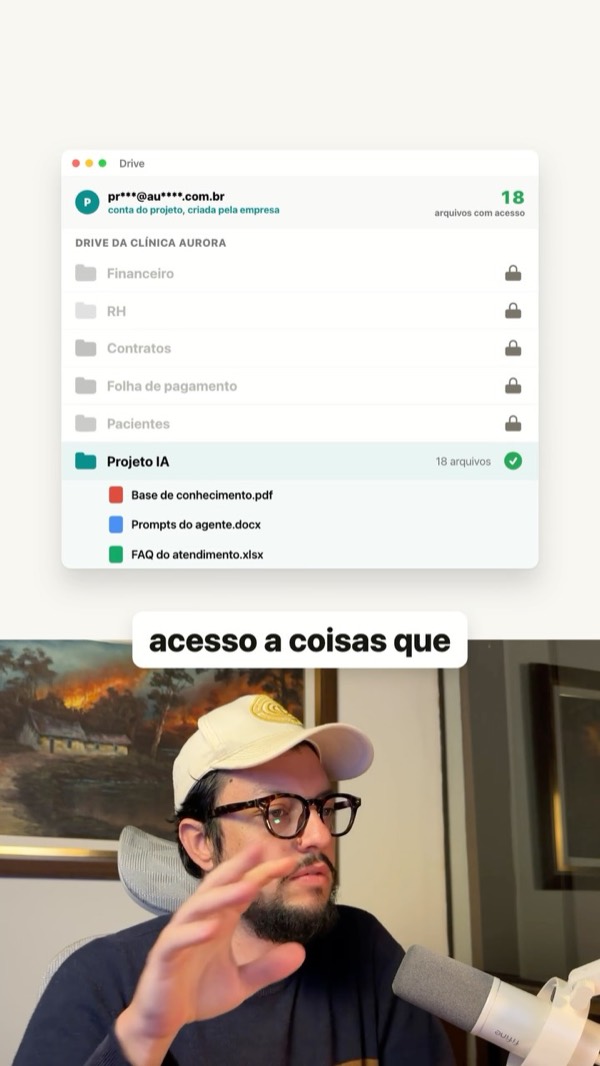 Drive
P
pr***@au****.com.br
conta do projeto, criada pela empresa
18
arquivos com acesso
DRIVE DA CLÍNICA AURORA
Financeiro
RH
Contratos
Folha de pagamento
Pacientes
Projeto IA
18 arquivos
Base de conhecimento.pdf
Prompts do agente.docx
FAQ do atendimento.xlsx
acesso a coisas que